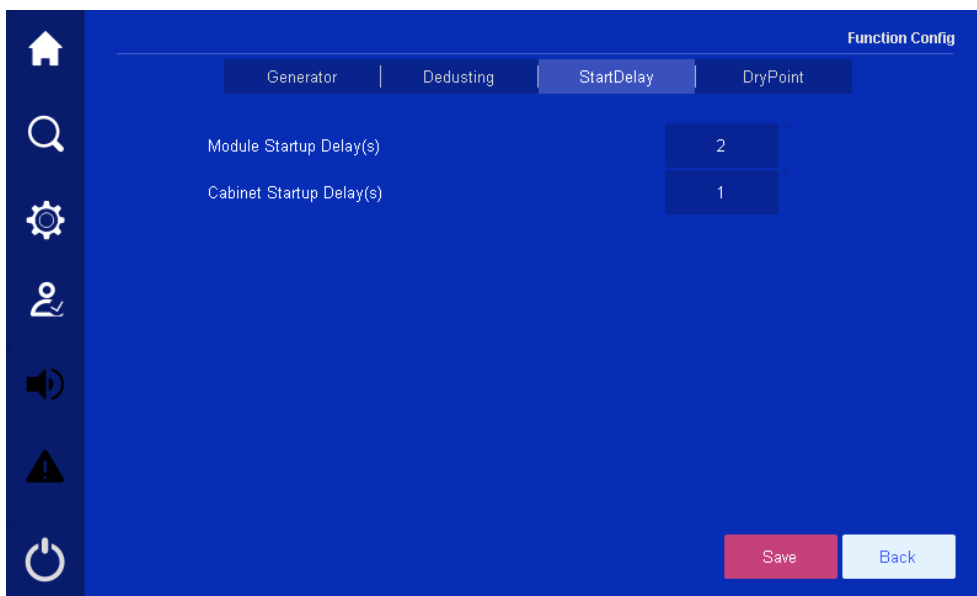 Function Config
Generator | Dedusting | StartDelay | DryPoint
Module Startup Delay(s) 2
Cabinet Startup Delay(s) 1
Save Back